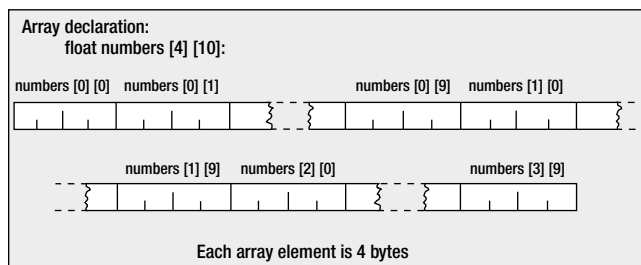 Array declaration:
float numbers [4] [10]:
numbers [0] [0] numbers [0] [1] numbers [0] [9] numbers [1] [0]
numbers [1] [9] numbers [2] [0] numbers [3] [9]
Each array element is 4 bytes